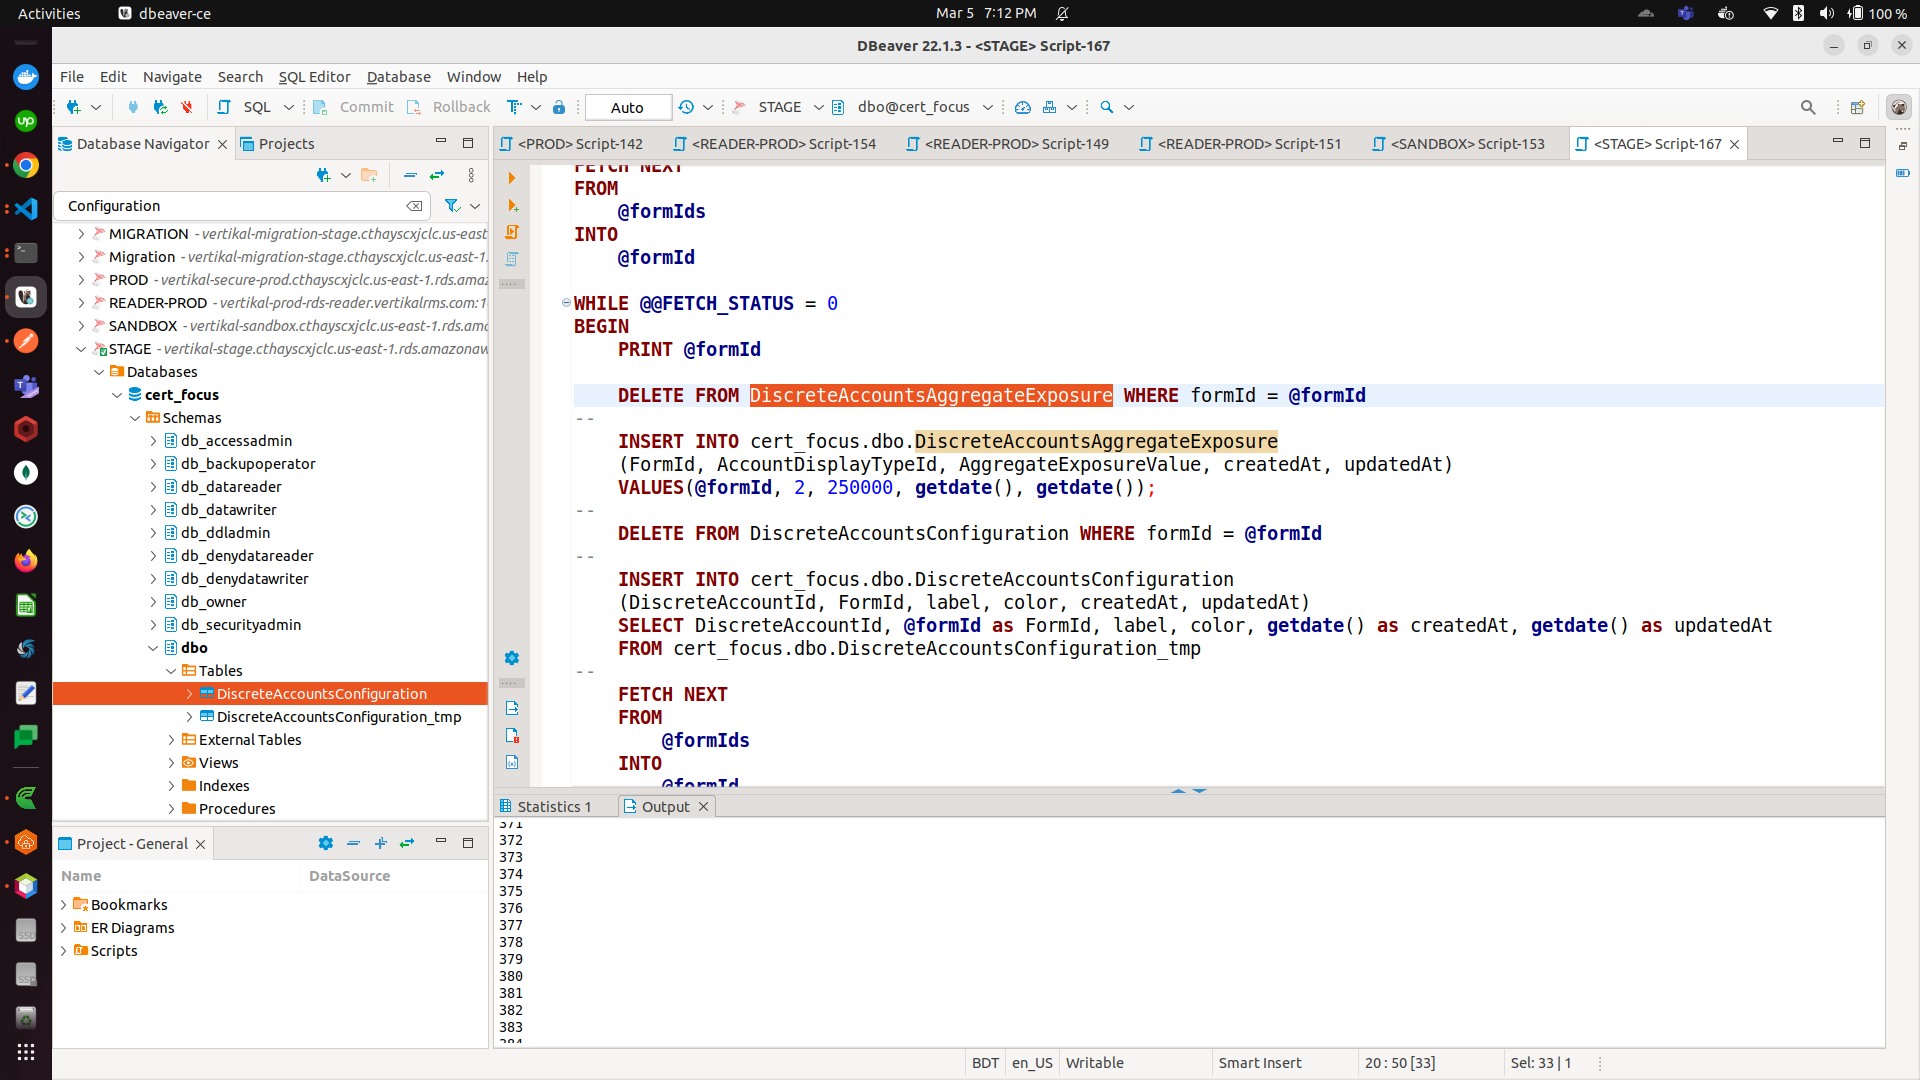 Activities
dbeaver-ce
Mar 5 7:12 PM
100 %
DBeaver 22.1.3 - <STAGE> Script-167
File Edit Navigate Search SQL Editor Database Window Help
SQL Commit Rollback Auto STAGE dbo@cert_focus
Database Navigator
Projects
Configuration
MIGRATION - vertikal-migration-stage.cthayscxjclc.us-east
Migration - vertikal-migration-stage.cthayscxjclc.us-east-1.
PROD - vertikal-secure-prod.cthayscxjclc.us-east-1.rds.amaz
READER-PROD - vertikal-prod-rds-reader.vertikalrms.com:1
SANDBOX - vertikal-sandbox.cthayscxjclc.us-east-1.rds.ama
STAGE - vertikal-stage.cthayscxjclc.us-east-1.rds.amazonaw
Databases
cert_focus
Schemas
db_accessadmin
db_backupoperator
db_datareader
db_datawriter
db_ddladmin
db_denydatareader
db_denydatawriter
db_owner
db_securityadmin
dbo
Tables
DiscreteAccountsConfiguration
DiscreteAccountsConfiguration_tmp
External Tables
Views
Indexes
Procedures
Project - General
Name DataSource
Bookmarks
ER Diagrams
Scripts
<PROD> Script-142
<READER-PROD> Script-154
<READER-PROD> Script-149
<READER-PROD> Script-151
<SANDBOX> Script-153
<STAGE> Script-167
FETCH NEXT
FROM
@formIds
INTO
@formId
WHILE @@FETCH_STATUS = 0
BEGIN
PRINT @formId
DELETE FROM DiscreteAccountsAggregateExposure WHERE formId = @formId
--
INSERT INTO cert_focus.dbo.DiscreteAccountsAggregateExposure
(FormId, AccountDisplayTypeId, AggregateExposureValue, createdAt, updatedAt)
VALUES(@formId, 2, 250000, getdate(), getdate());
--
DELETE FROM DiscreteAccountsConfiguration WHERE formId = @formId
--
INSERT INTO cert_focus.dbo.DiscreteAccountsConfiguration
(DiscreteAccountId, FormId, label, color, createdAt, updatedAt)
SELECT DiscreteAccountId, @formId as FormId, label, color, getdate() as createdAt, getdate() as updatedAt
FROM cert_focus.dbo.DiscreteAccountsConfiguration_tmp
--
FETCH NEXT
FROM
@formIds
INTO
@formId
Statistics 1
Output
371
372
373
374
375
376
377
378
379
380
381
382
383
384
BDT en_US Writable Smart Insert 20 : 50 [33] Sel: 33 | 1